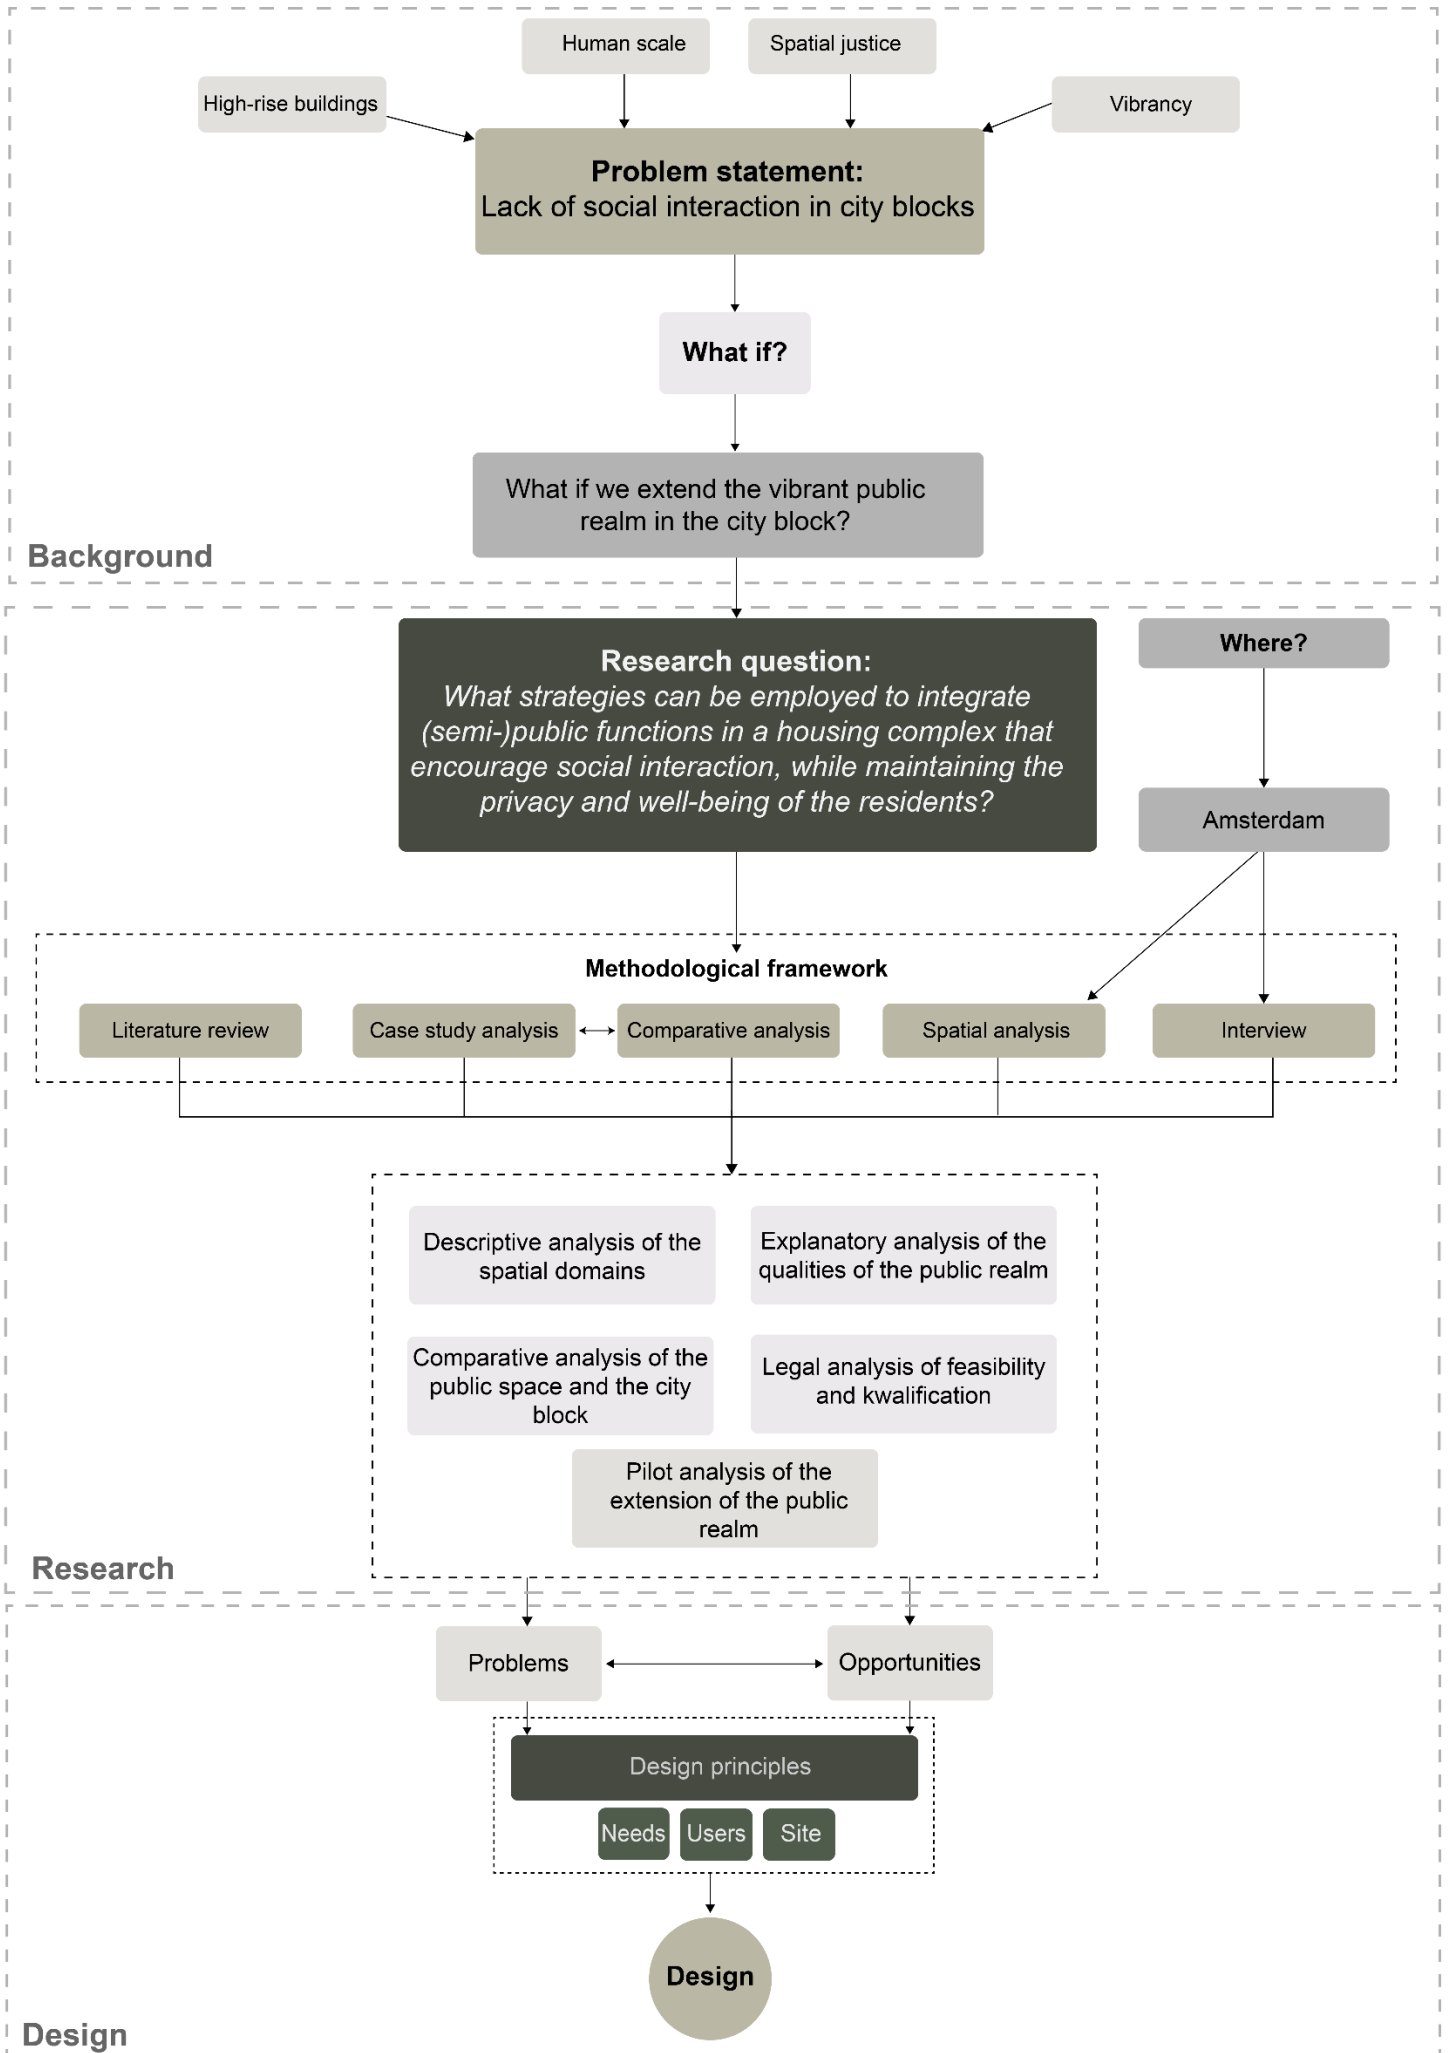 Human scale
Spatial justice
High-rise buildings
Vibrancy
Problem statement:
Lack of social interaction in city blocks
What if?
What if we extend the vibrant public
realm in the city block?
Background
Research question:
What strategies can be employed to integrate
(semi-)public functions in a housing complex that
encourage social interaction, while maintaining the
privacy and well-being of the residents?
Where?
Amsterdam
Methodological framework
Literature review
Case study analysis
Comparative analysis
Spatial analysis
Interview
Descriptive analysis of the
spatial domains
Explanatory analysis of the
qualities of the public realm
Comparative analysis of the
public space and the city
block
Legal analysis of feasibility
and kwalification
Pilot analysis of the
extension of the public
realm
Research
Problems
Opportunities
Design principles
Needs
Users
Site
Design
Design